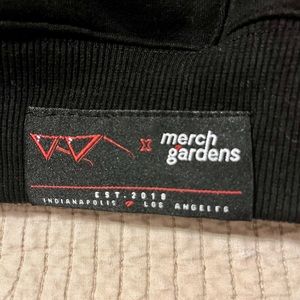 x merch
gardens
EST.2018
INDIANAPOLIS LOS ANGELES